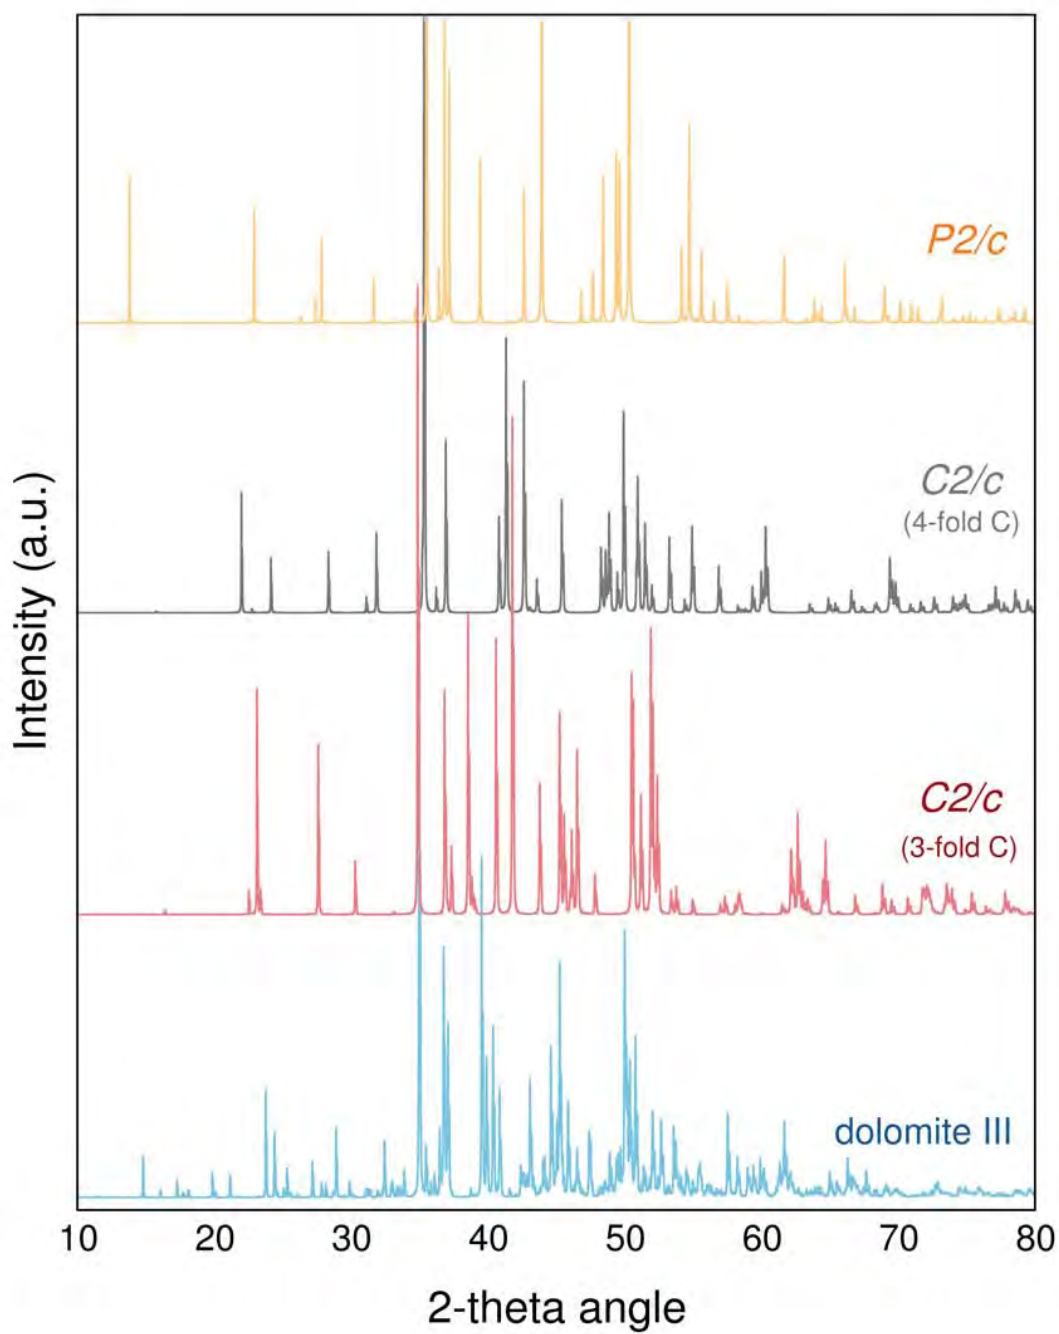 P2/c
C2/c
(4-fold C)
C2/c
(3-fold C)
dolomite III
Intensity (a.u.)
10 20 30 40 50 60 70 80
2-theta angle